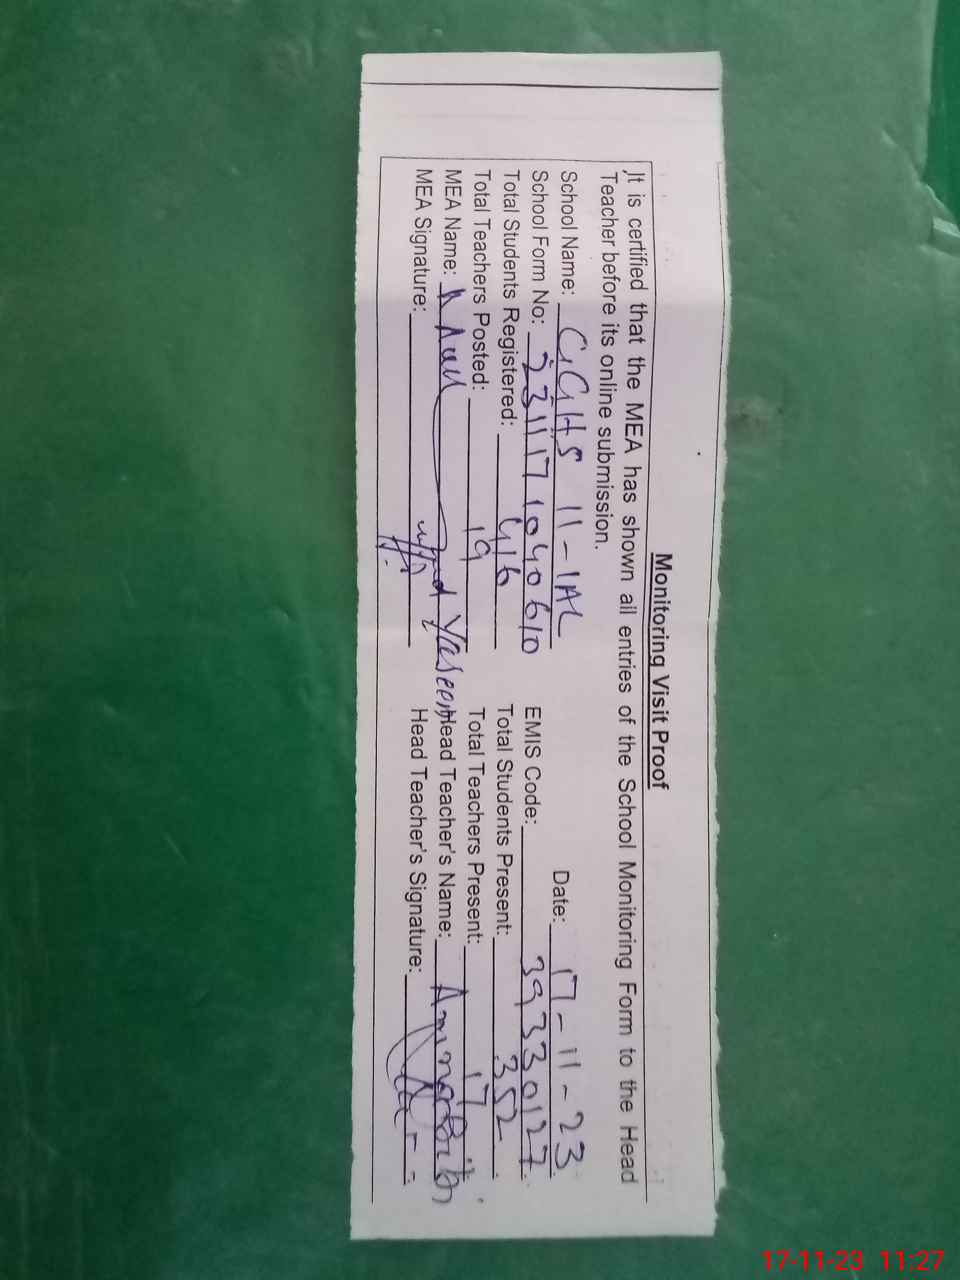 Monitoring Visit Proof
It is certified that the MEA has shown all entries of the School Monitoring Form to the Head
Teacher before its online submission.
School Name: GGHS 11-1AL Date: 17-11-23
School Form No: 2311171040610 EMIS Code: 39330127
Total Students Registered: 416 Total Students Present: 352
Total Teachers Posted: 19 Total Teachers Present: 17
MEA Name: Yaseen Head Teacher's Name: Amina Bibi
MEA Signature: Head Teacher's Signature:
17-11-23 11:27